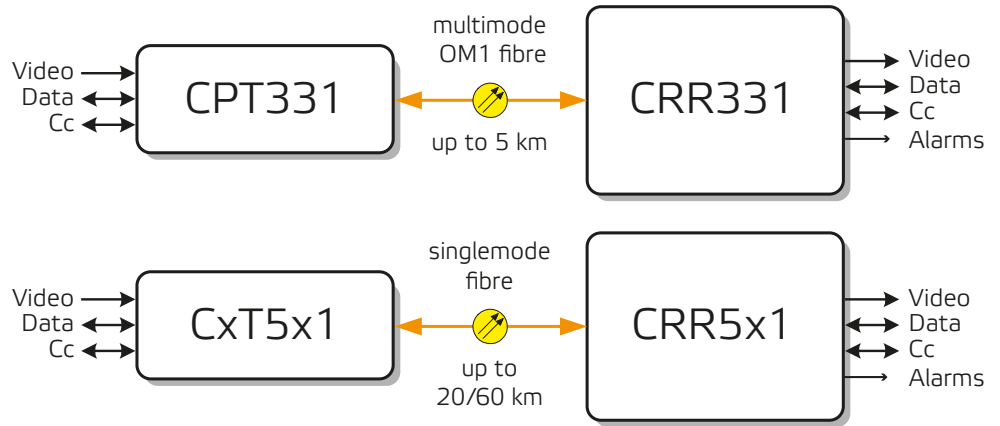 multimode
OM1 fibre
Video
Data
Cc
CPT331
up to 5 km
CRR331
Video
Data
Cc
Alarms
singlemode
fibre
Video
Data
Cc
CxT5x1
up to
20/60 km
CRR5x1
Video
Data
Cc
Alarms